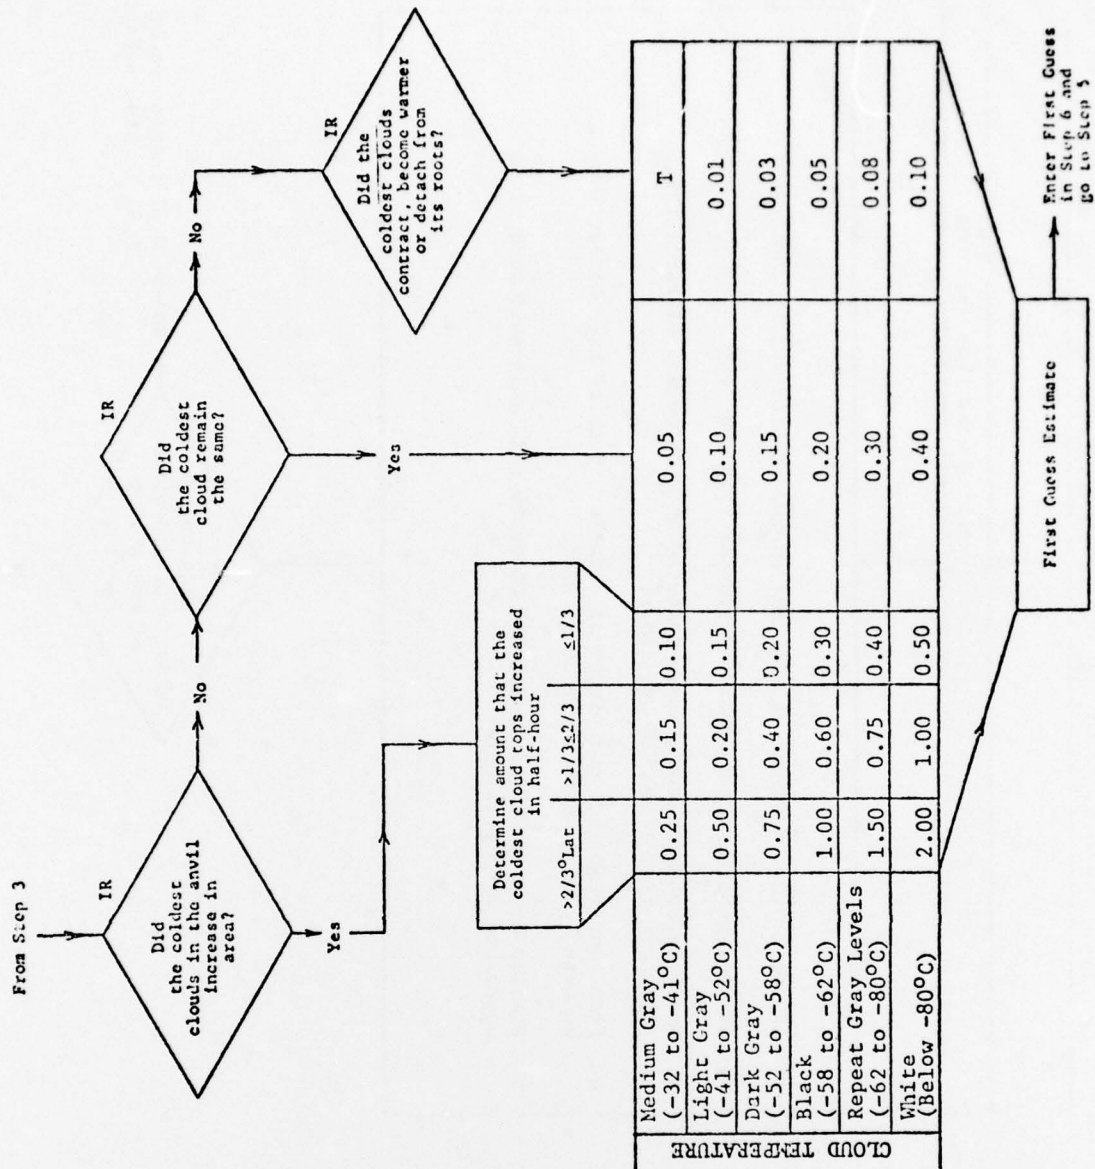 From Step 3
IR
Did
the coldest
clouds in the anvil
increase in
area?
No
Yes
IR
Did
the coldest
cloud remain
the same?
No
Yes
IR
Did the
coldest clouds
contract, become warmer
or detach from
its roots?
Determine amount that the
coldest cloud tops increased
in half-hour
>2/3°Lat >1/3≤2/3 ≤1/3
CLOUD TEMPERATURE
Medium Gray
(-32 to -41°C) 0.25 0.15 0.10 0.05 T
Light Gray
(-41 to -52°C) 0.50 0.20 0.15 0.10 0.01
Dark Gray
(-52 to -58°C) 0.75 0.40 0.20 0.15 0.03
Black
(-58 to -62°C) 1.00 0.60 0.30 0.20 0.05
Repeat Gray Levels
(-62 to -80°C) 1.50 0.75 0.40 0.30 0.08
White
(Below -80°C) 2.00 1.00 0.50 0.40 0.10
First Guess Estimate
Enter First Guess
in Step 6 and
go to Step 5